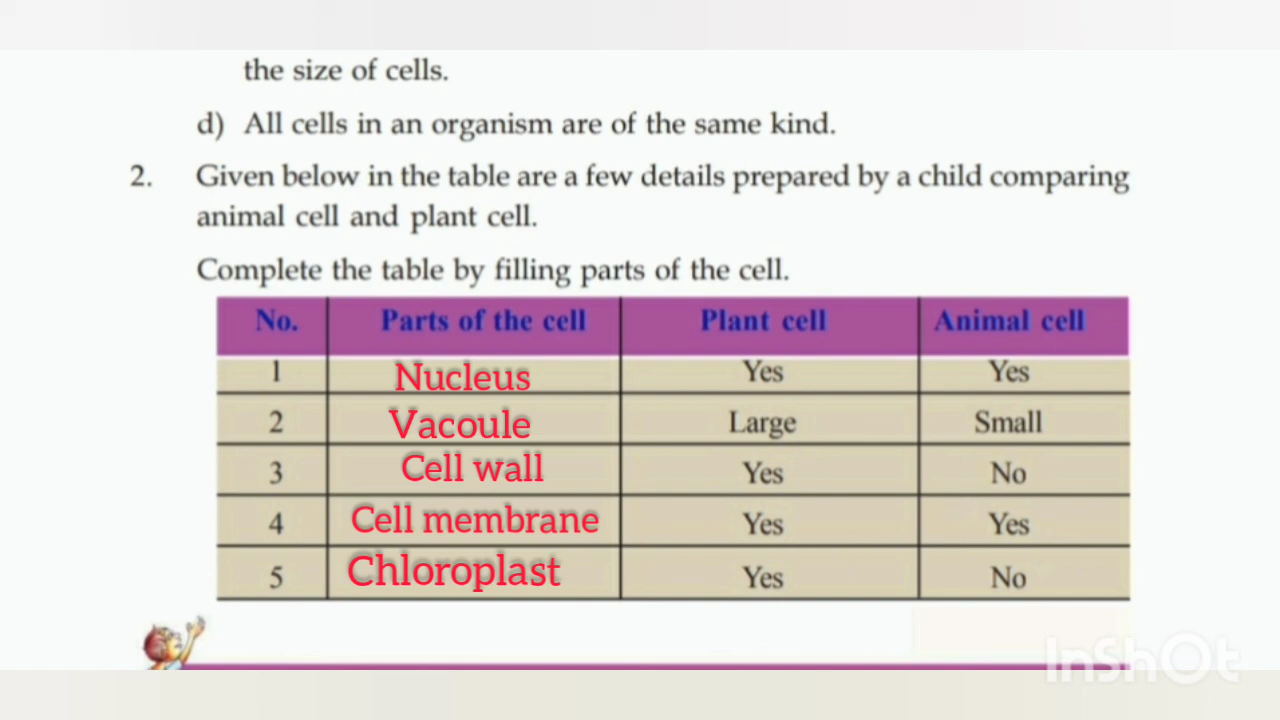 the size of cells.
d) All cells in an organism are of the same kind.
2. Given below in the table are a few details prepared by a child comparing
animal cell and plant cell.
Complete the table by filling parts of the cell.
No. Parts of the cell Plant cell Animal cell
1 Nucleus Yes Yes
2 Vacoule Large Small
3 Cell wall Yes No
4 Cell membrane Yes Yes
5 Chloroplast Yes No
InShOt